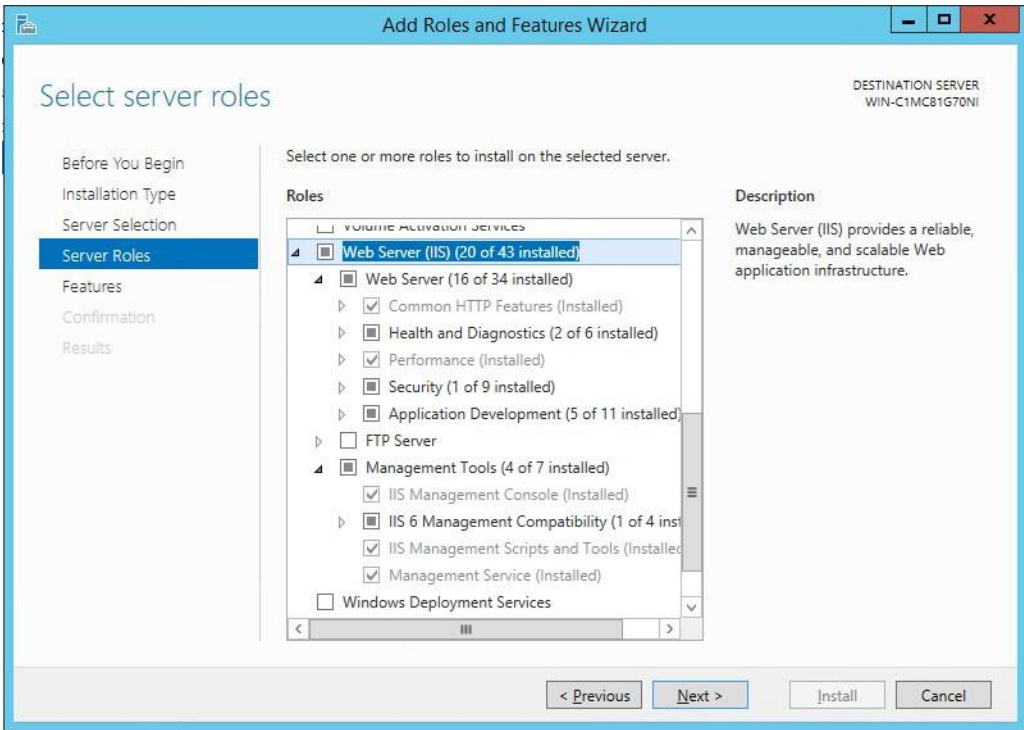 Add Roles and Features Wizard
Select server roles
DESTINATION SERVER
WIN-C1MC81G70NI
Before You Begin
Installation Type
Server Selection
Server Roles
Features
Confirmation
Results
Select one or more roles to install on the selected server.
Roles
Volume Activation Services
Web Server (IIS) (20 of 43 installed)
Web Server (16 of 34 installed)
Common HTTP Features (Installed)
Health and Diagnostics (2 of 6 installed)
Performance (Installed)
Security (1 of 9 installed)
Application Development (5 of 11 installed)
FTP Server
Management Tools (4 of 7 installed)
IIS Management Console (Installed)
IIS 6 Management Compatibility (1 of 4 inst
IIS Management Scripts and Tools (Installed
Management Service (Installed)
Windows Deployment Services
Description
Web Server (IIS) provides a reliable,
manageable, and scalable Web
application infrastructure.
< Previous
Next >
Install
Cancel